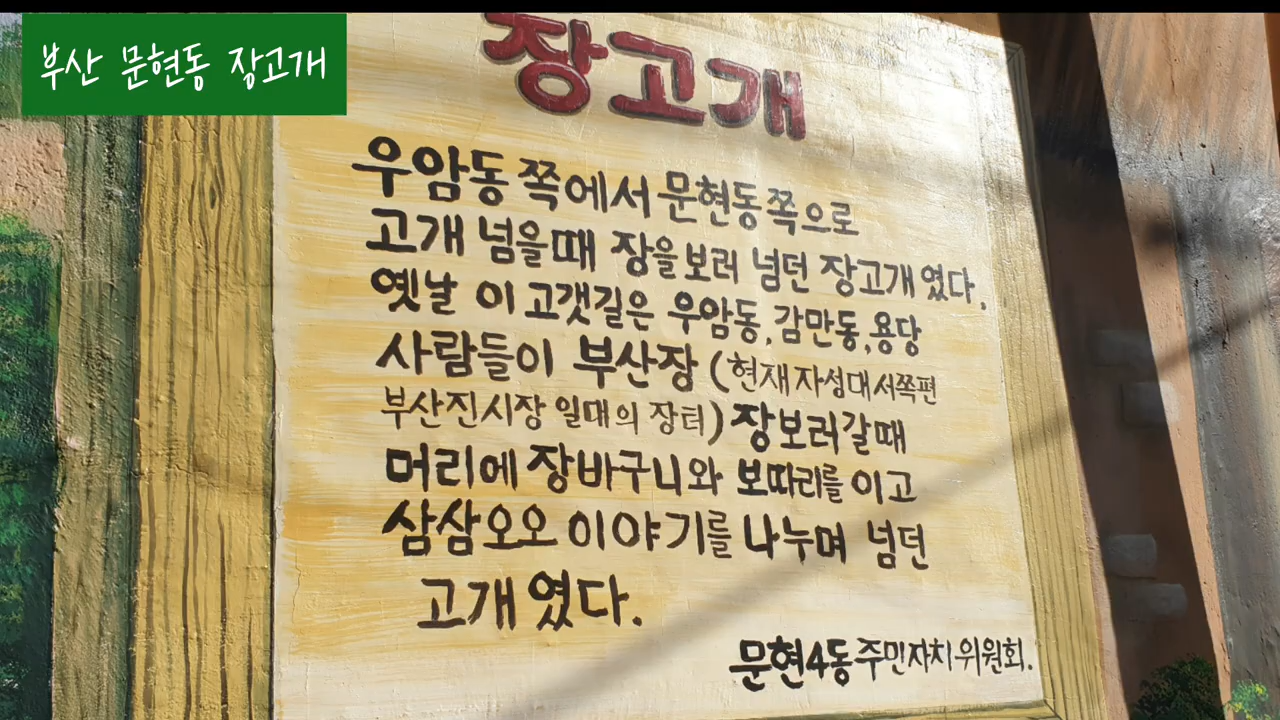 부산 문현동 장고개
장고개
우암동 쪽에서 문현동쪽으로
고개 넘을때 장을보러 넘던 장고개였다.
옛날 이 고갯길은 우암동,감만동,용당
사람들이 부산장 (현재 자성대 서쪽편
부산진시장 일대의 장터) 장보러갈때
머리에 장바구니와 보따리를 이고
삼삼오오 이야기를 나누며 넘던
고개였다.
문현4동 주민자치 위원회.